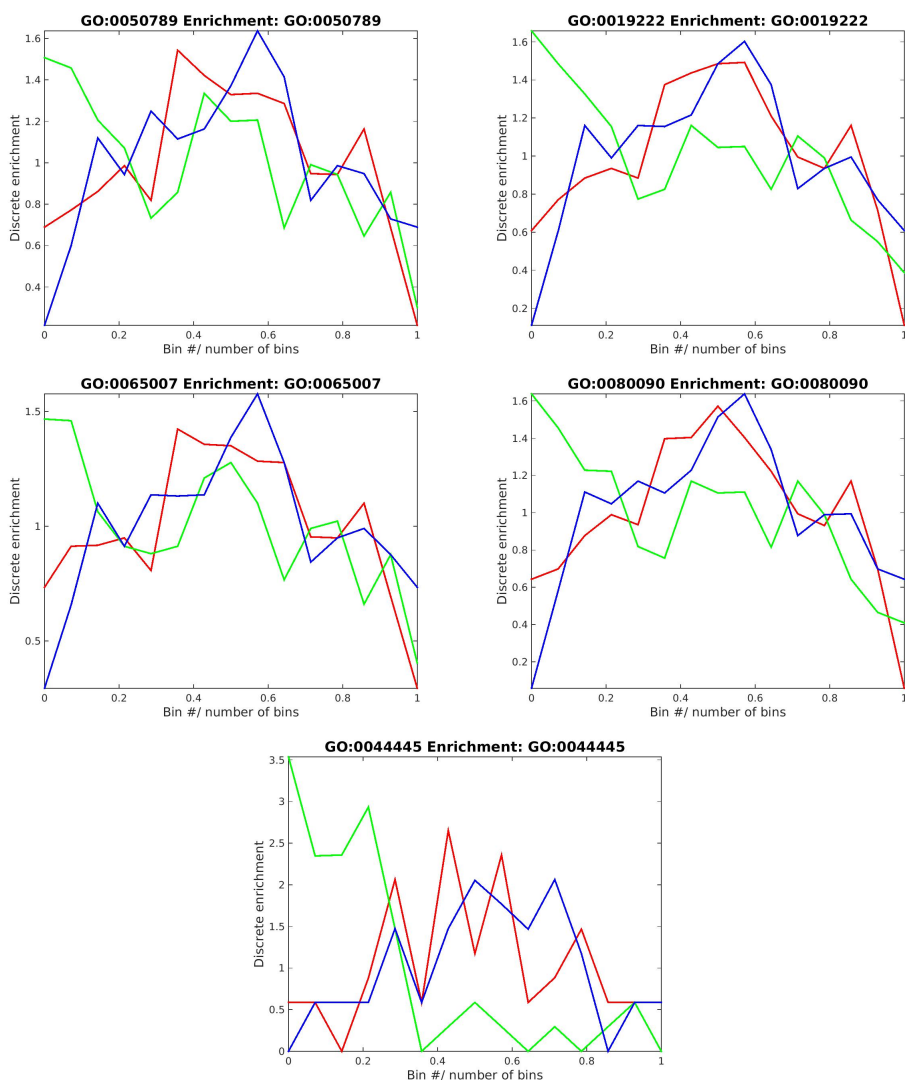 GO:0050789 Enrichment: GO:0050789
1.6
1.4
1.2
1
0.8
0.6
0.4
Discrete enrichment
0 0.2 0.4 0.6 0.8 1
Bin #/ number of bins
GO:0019222 Enrichment: GO:0019222
1.6
1.4
1.2
1
0.8
0.6
0.4
0.2
Discrete enrichment
0 0.2 0.4 0.6 0.8 1
Bin #/ number of bins
GO:0065007 Enrichment: GO:0065007
1.5
1
0.5
Discrete enrichment
0 0.2 0.4 0.6 0.8 1
Bin #/ number of bins
GO:0080090 Enrichment: GO:0080090
1.6
1.4
1.2
1
0.8
0.6
0.4
0.2
Discrete enrichment
0 0.2 0.4 0.6 0.8 1
Bin #/ number of bins
GO:0044445 Enrichment: GO:0044445
3.5
3
2.5
2
1.5
1
0.5
0
Discrete enrichment
0 0.2 0.4 0.6 0.8 1
Bin #/ number of bins